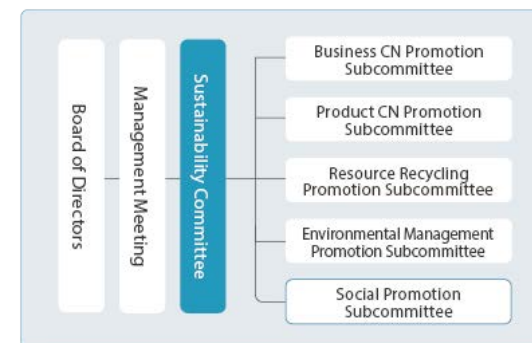 Board of Directors
Management Meeting
Sustainability Committee
Business CN Promotion
Subcommittee
Product CN Promotion
Subcommittee
Resource Recycling
Promotion Subcommittee
Environmental Management
Promotion Subcommittee
Social Promotion
Subcommittee